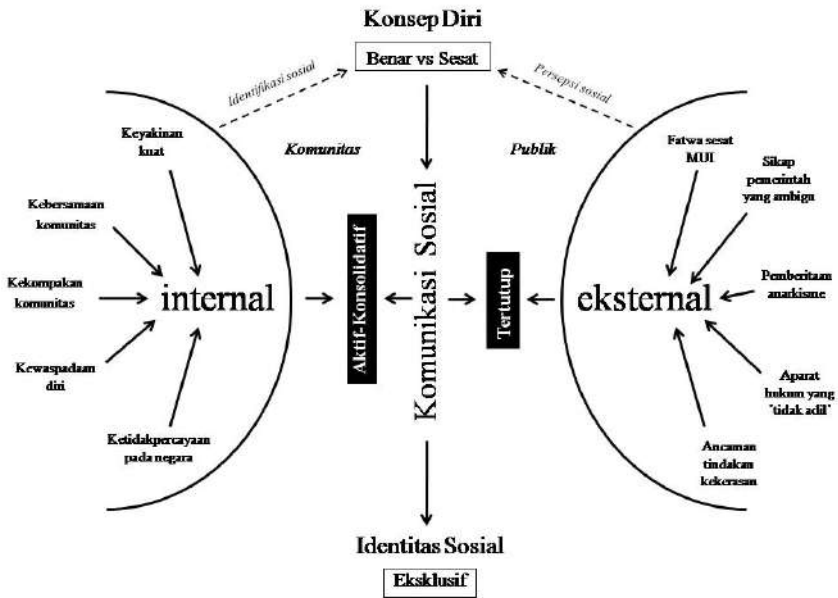 Konsep Diri
Benar vs Sesat
Identifikasi sosial
Persepsi sosial
Komunitas
Publik
Keyakinan
kuat
Kebersamaan
komunitas
Kekompakan
komunitas
Kewaspadaan
diri
Ketidakpercayaan
pada negara
internal
Aktif-Konsolidatif
Komunikasi Sosial
Tertutup
eksternal
Fatwa sesat
MUI
Sikap
pemerintah
yang ambigu
Pemberitaan
anarkisme
Aparat
hukum yang
"tidak adil"
Ancaman
tindakan
kekerasan
Identitas Sosial
Eksklusif